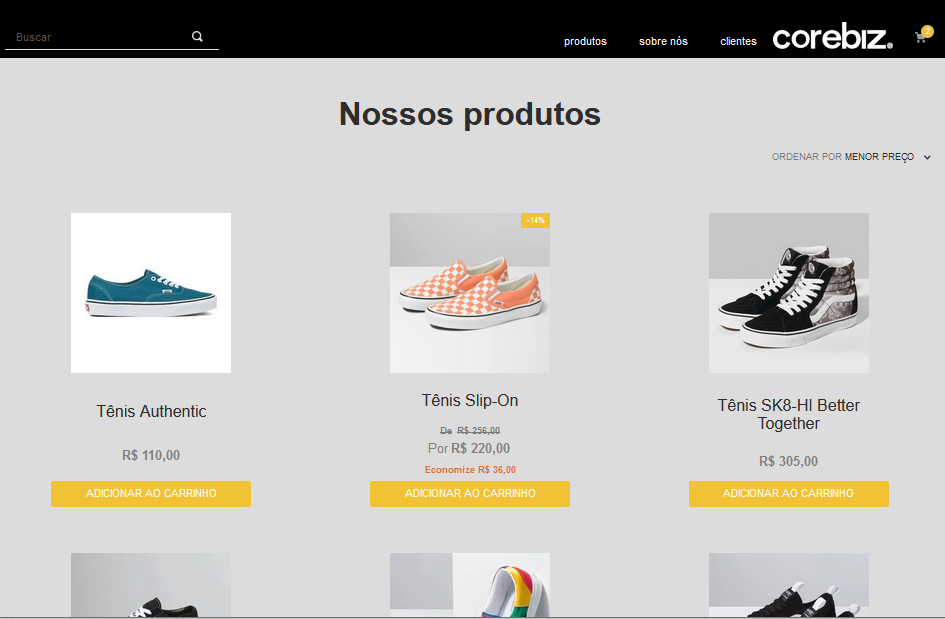 Buscar
produtos
sobre nós
clientes
corebiz.
2
Nossos produtos
ORDENAR POR MENOR PREÇO
-14%
Tênis Authentic
R$ 110,00
ADICIONAR AO CARRINHO
Tênis Slip-On
De R$ 256,00
Por R$ 220,00
Economize R$ 36,00
ADICIONAR AO CARRINHO
Tênis SK8-HI Better
Together
R$ 305,00
ADICIONAR AO CARRINHO